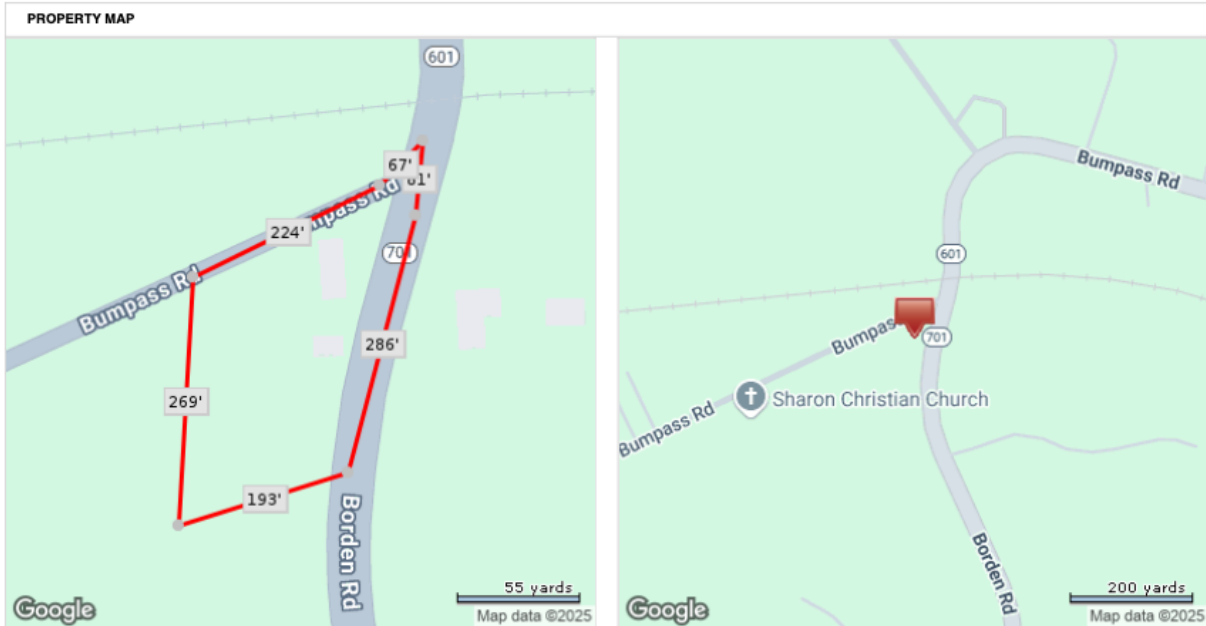 PROPERTY MAP
601
67'
81'
Bumpass Rd
224'
701
Bumpass Rd
286'
269'
193'
Borden Rd
55 yards
Google
Map data ©2025
Bumpass Rd
601
Bumpas
701
Sharon Christian Church
Bumpass Rd
Borden Rd
200 yards
Google
Map data ©2025